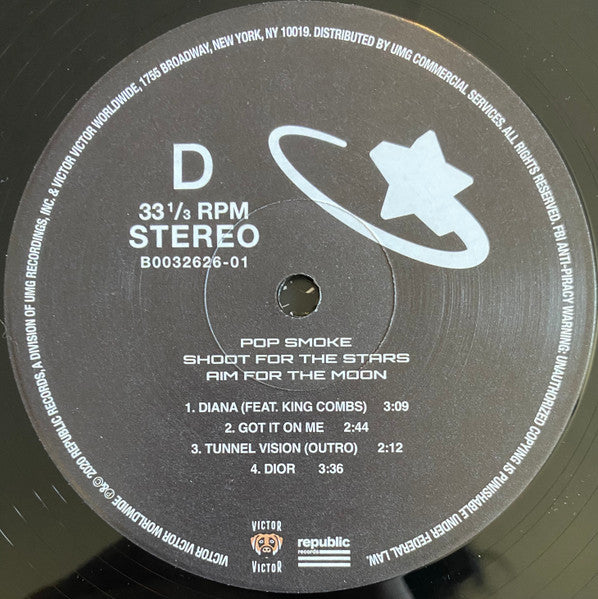 VICTOR VICTOR WORLDWIDE ℗&© 2020 REPUBLIC RECORDS, A DIVISION OF UMG RECORDINGS, INC. & VICTOR VICTOR WORLDWIDE, 1755 BROADWAY, NEW YORK, NY 10019. DISTRIBUTED BY UMG COMMERCIAL SERVICES. ALL RIGHTS RESERVED. FBI ANTI-PIRACY WARNING: UNAUTHORIZED COPYING IS PUNISHABLE UNDER FEDERAL LAW.
D
33 1/3 RPM
STEREO
B0032626-01
POP SMOKE
SHOOT FOR THE STARS
AIM FOR THE MOON
1. DIANA (FEAT. KING COMBS) 3:09
2. GOT IT ON ME 2:44
3. TUNNEL VISION (OUTRO) 2:12
4. DIOR 3:36
VICTOR
VICTOR
republic
records